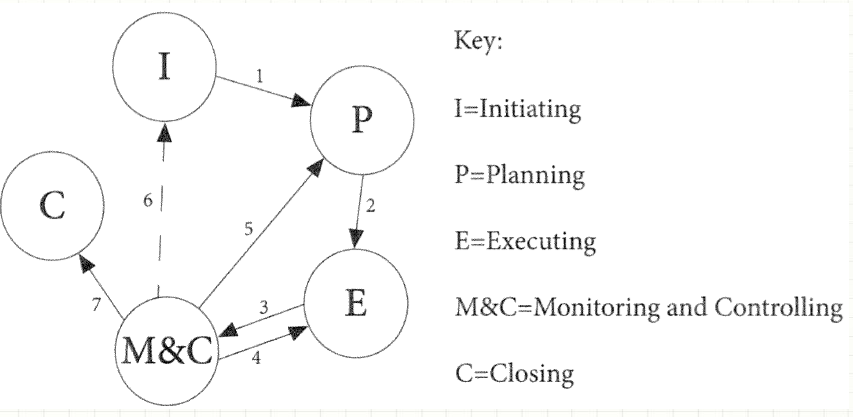 I
1
P
C
6
5
2
7
3
E
M&C
4
Key:
I=Initiating
P=Planning
E=Executing
M&C=Monitoring and Controlling
C=Closing